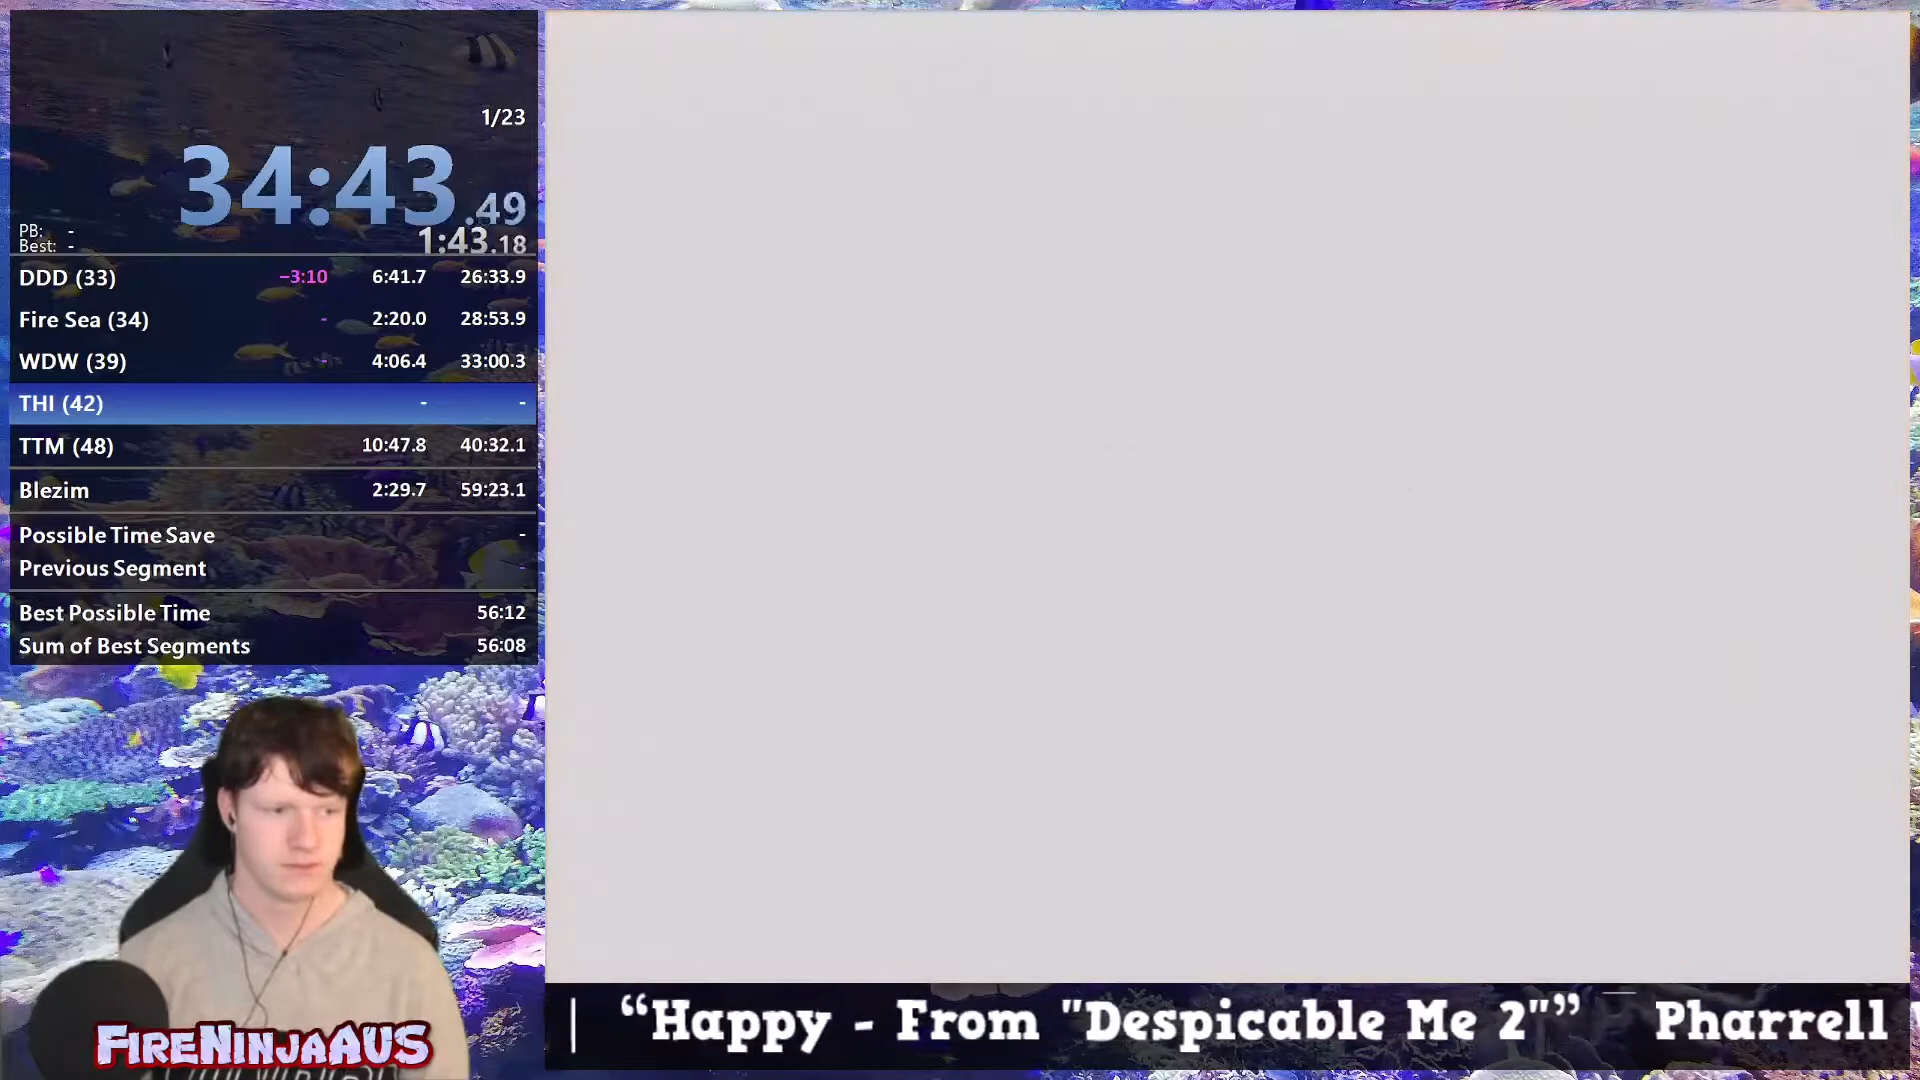 1/23
34:43.49
PB: -
Best: -
1:43.18
DDD (33) −3:10 6:41.7 26:33.9
Fire Sea (34) - 2:20.0 28:53.9
WDW (39) - 4:06.4 33:00.3
THI (42) - -
TTM (48) 10:47.8 40:32.1
Blezim 2:29.7 59:23.1
Possible Time Save -
Previous Segment -
Best Possible Time 56:12
Sum of Best Segments 56:08
FIRENINJAAUS
| “Happy - From "Despicable Me 2"” Pharrell